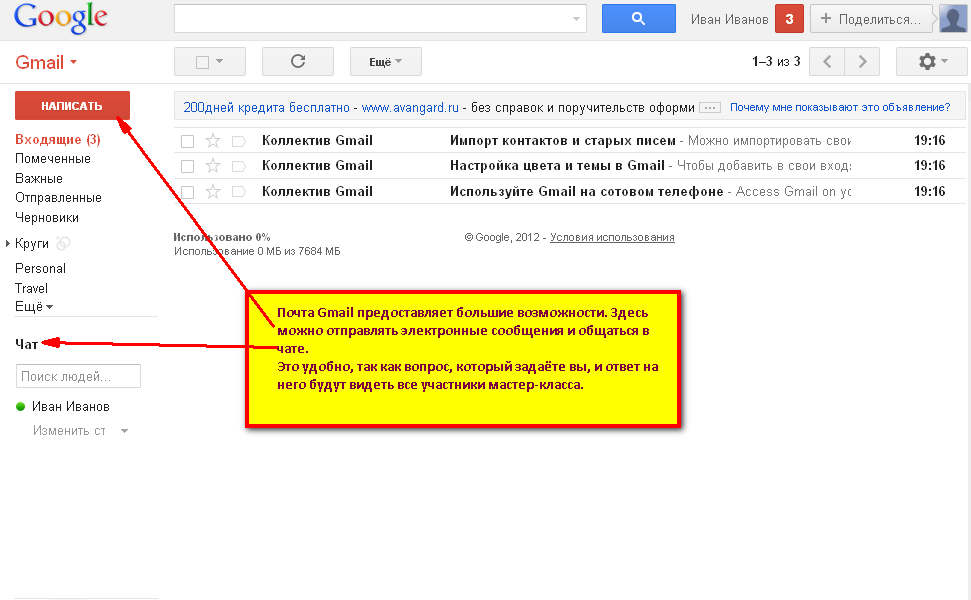 Google
Иван Иванов 3 + Поделиться...
Gmail Ещё 1–3 из 3
НАПИСАТЬ
200дней кредита бесплатно - www.avangard.ru - без справок и поручительств оформи ... Почему мне показывают это объявление?
Входящие (3)
Помеченные
Важные
Отправленные
Черновики
Круги
Personal
Travel
Ещё
Коллектив Gmail Импорт контактов и старых писем - Можно импортировать свои 19:16
Коллектив Gmail Настройка цвета и темы в Gmail - Чтобы добавить в свои вход 19:16
Коллектив Gmail Используйте Gmail на сотовом телефоне - Access Gmail on yo 19:16
Использовано 0%
Использование 0 МБ из 7684 МБ
© Google, 2012 - Условия использования
Почта Gmail предоставляет большие возможности. Здесь
можно отправлять электронные сообщения и общаться в
чате.
Это удобно, так как вопрос, который задаёте вы, и ответ на
него будут видеть все участники мастер-класса.
Чат
Поиск людей...
Иван Иванов
Изменить ст